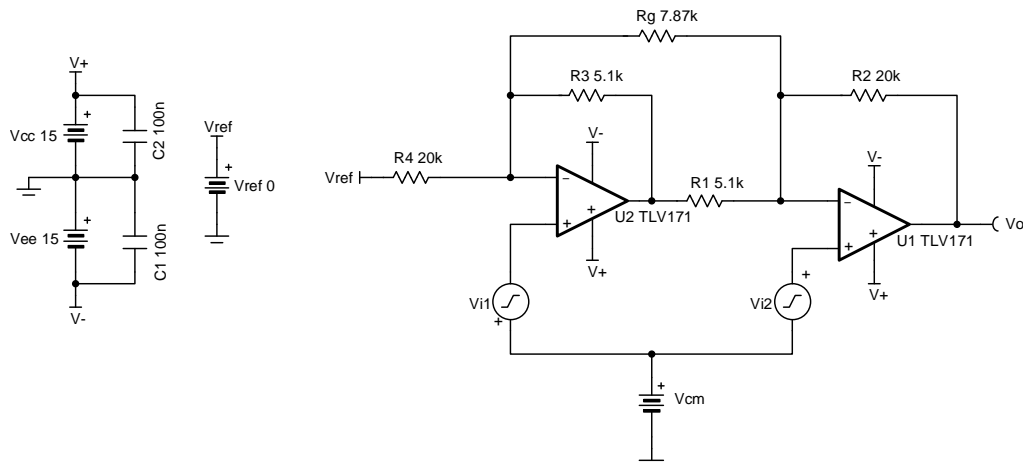 Rg 7.87k
R3 5.1k
R2 20k
V+
Vcc 15
+
C2 100n
Vref
+
Vref 0
Vee 15
+
C1 100n
V-
Vref
R4 20k
V-
−
+
+
U2 TLV171
V+
R1 5.1k
V-
−
+
+
U1 TLV171
V+
Vo
Vi1
+
Vi2
+
+
Vcm